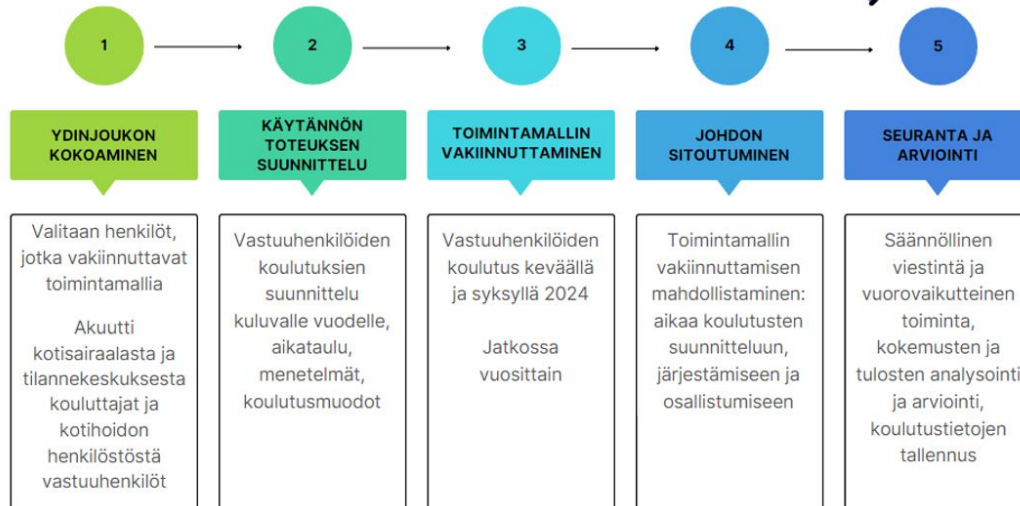 1
2
3
4
5
YDINJOUKON
KOKOAMINEN
KÄYTÄNNÖN
TOTEUKSEN
SUUNNITTELU
TOIMINTAMALLIN
VAKIINNUTTAMINEN
JOHDON
SITOUTUMINEN
SEURANTA JA
ARVIOINTI
Valitaan henkilöt,
jotka vakiinnuttavat
toimintamallia
Akuutti
kotisairaalasta ja
tilannekeskuksesta
kouluttajat ja
kotihoidon
henkilöstöstä
vastuuhenkilöt
Vastuuhenkilöiden
koulutuksien
suunnittelu
kuluvalle vuodelle,
aikataulu,
menetelmät,
koulutusmuodot
Vastuuhenkilöiden
koulutus keväällä
ja syksyllä 2024
Jatkossa
vuosittain
Toimintamallin
vakiinnuttamisen
mahdollistaminen:
aikaa koulutusten
suunnitteluun,
järjestämiseen ja
osallistumiseen
Säännöllinen
viestintä ja
vuorovaikutteinen
toiminta,
kokemusten ja
tulosten analysointi
ja arviointi,
koulutustietojen
tallennus